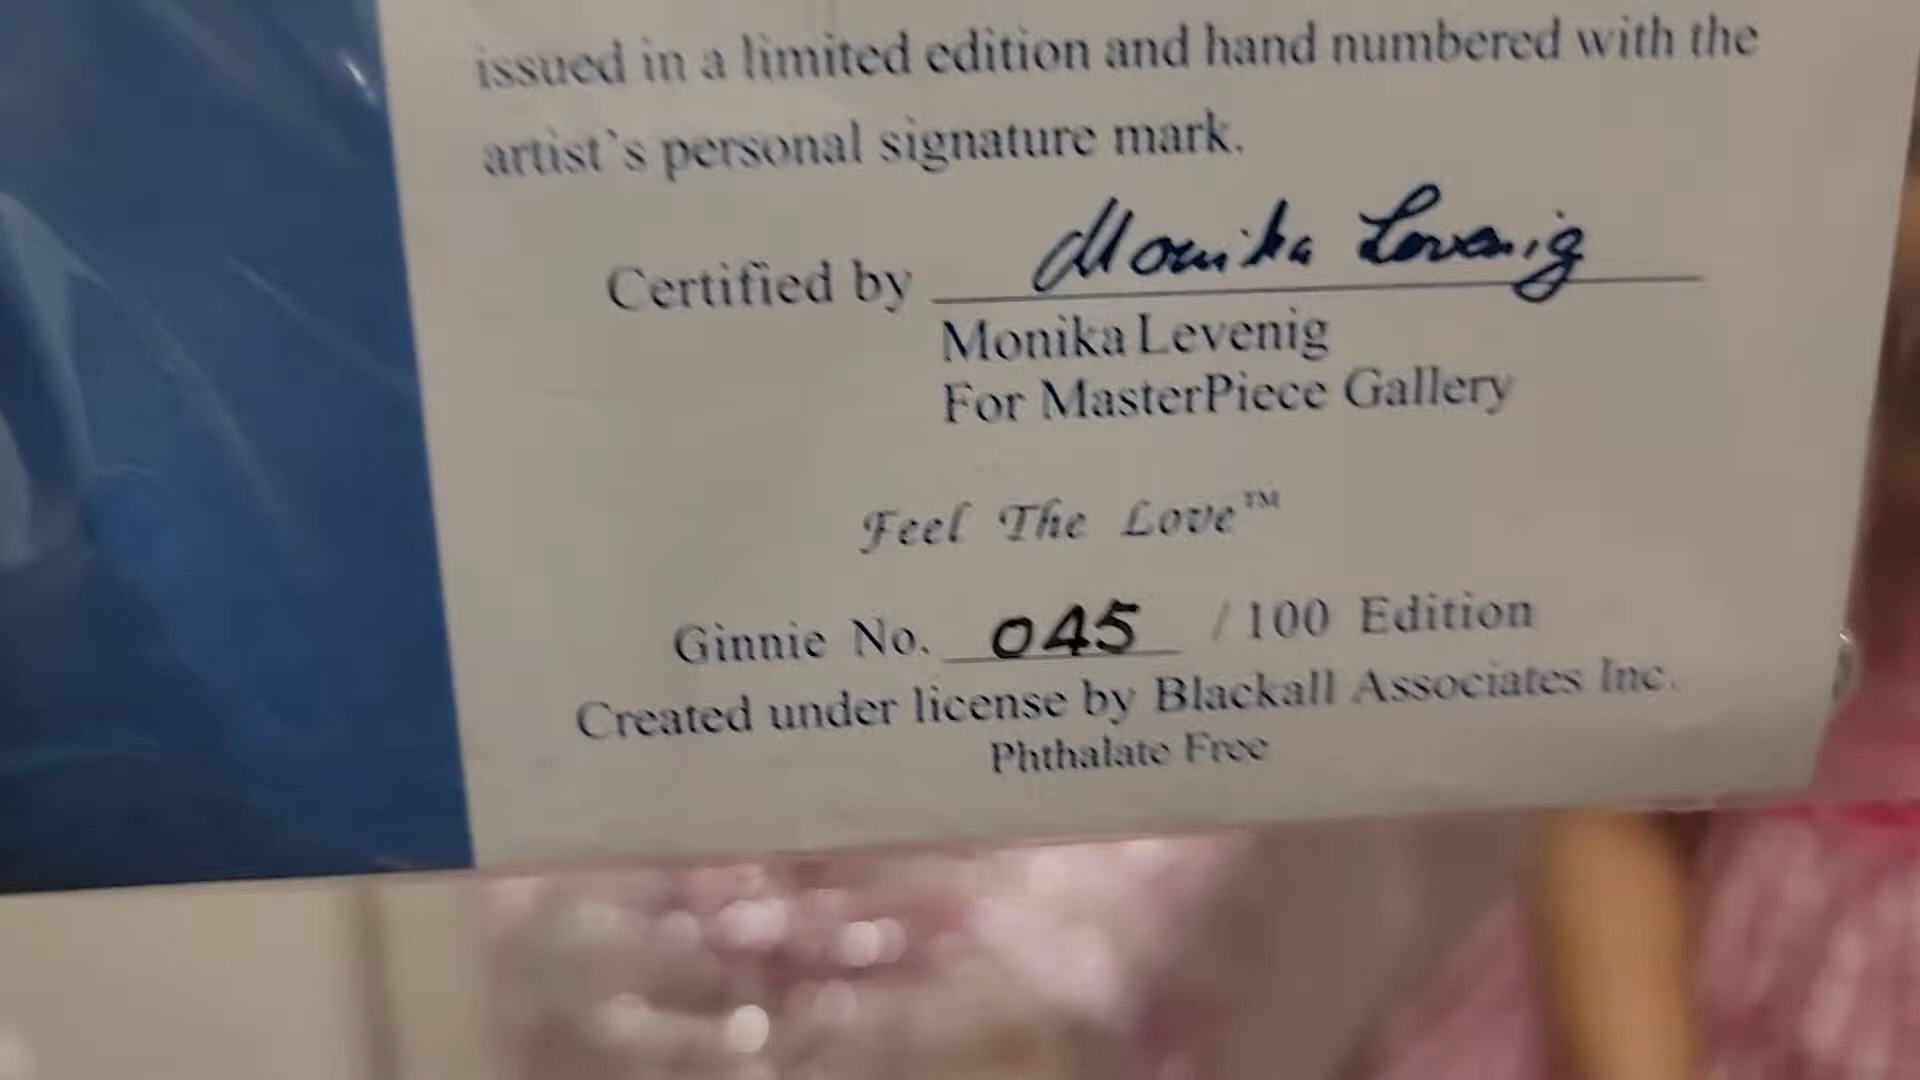 issued in a limited edition and hand numbered with the
artist's personal signature mark.
Certified by Monika Levenig
Monika Levenig
For MasterPiece Gallery
Feel The Love™
Ginnie No. 045 / 100 Edition
Created under license by Blackall Associates Inc.
Phthalate Free